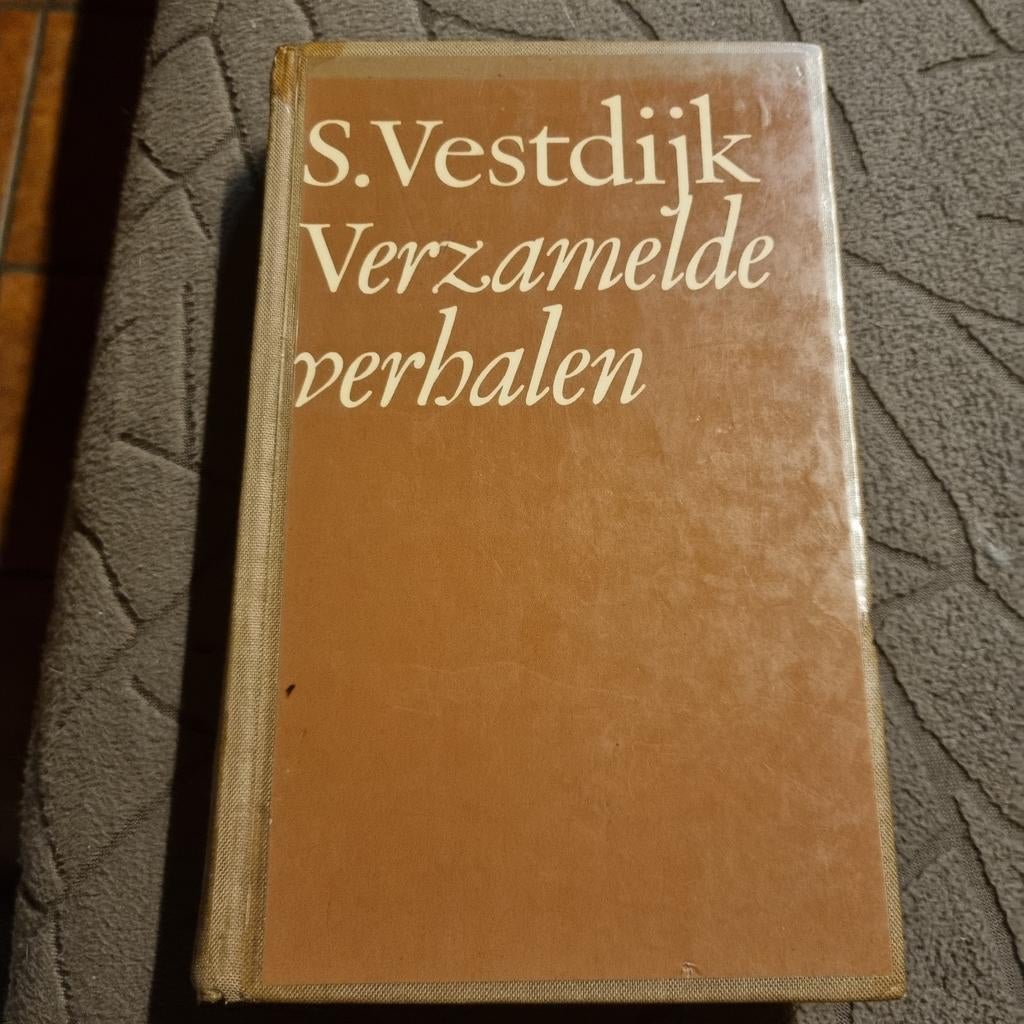 S. Vestdijk
Verzamelde
verhalen